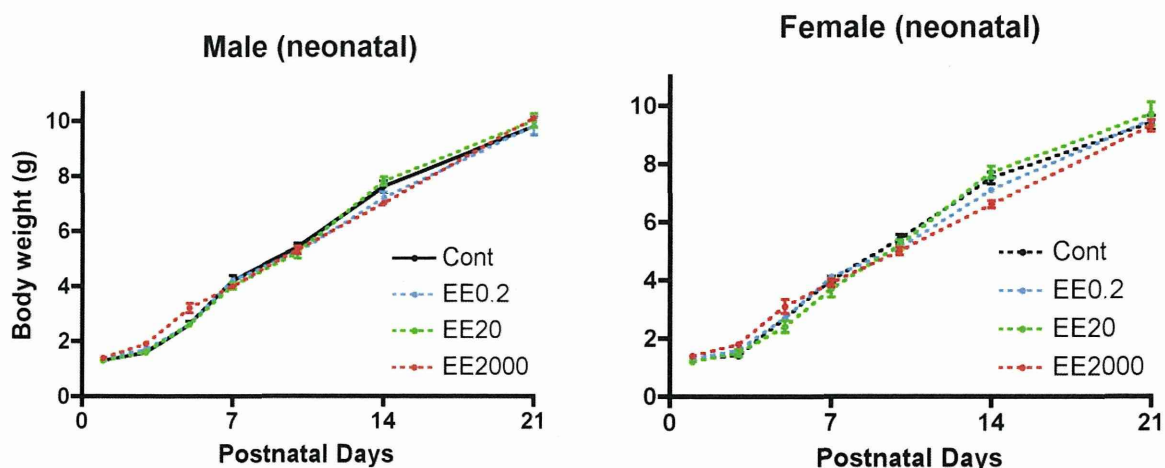 Male (neonatal)
Body weight (g)
10
8
6
4
2
0
0
7
14
21
Postnatal Days
Cont
EE0.2
EE20
EE2000
Female (neonatal)
10
8
6
4
2
0
0
7
14
21
Postnatal Days
Cont
EE0.2
EE20
EE2000